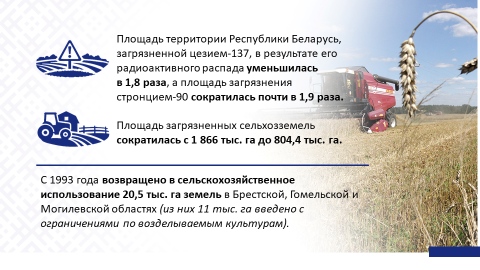 Площадь территории Республики Беларусь,
загрязненной цезием-137, в результате его
радиоактивного распада уменьшилась
в 1,8 раза, а площадь загрязнения
стронцием-90 сократилась почти в 1,9 раза.
Площадь загрязненных сельхозземель
сократилась с 1 866 тыс. га до 804,4 тыс. га.
С 1993 года возвращено в сельскохозяйственное
использование 20,5 тыс. га земель в Брестской, Гомельской и
Могилевской областях (из них 11 тыс. га введено с
ограничениями по возделываемым культурам).